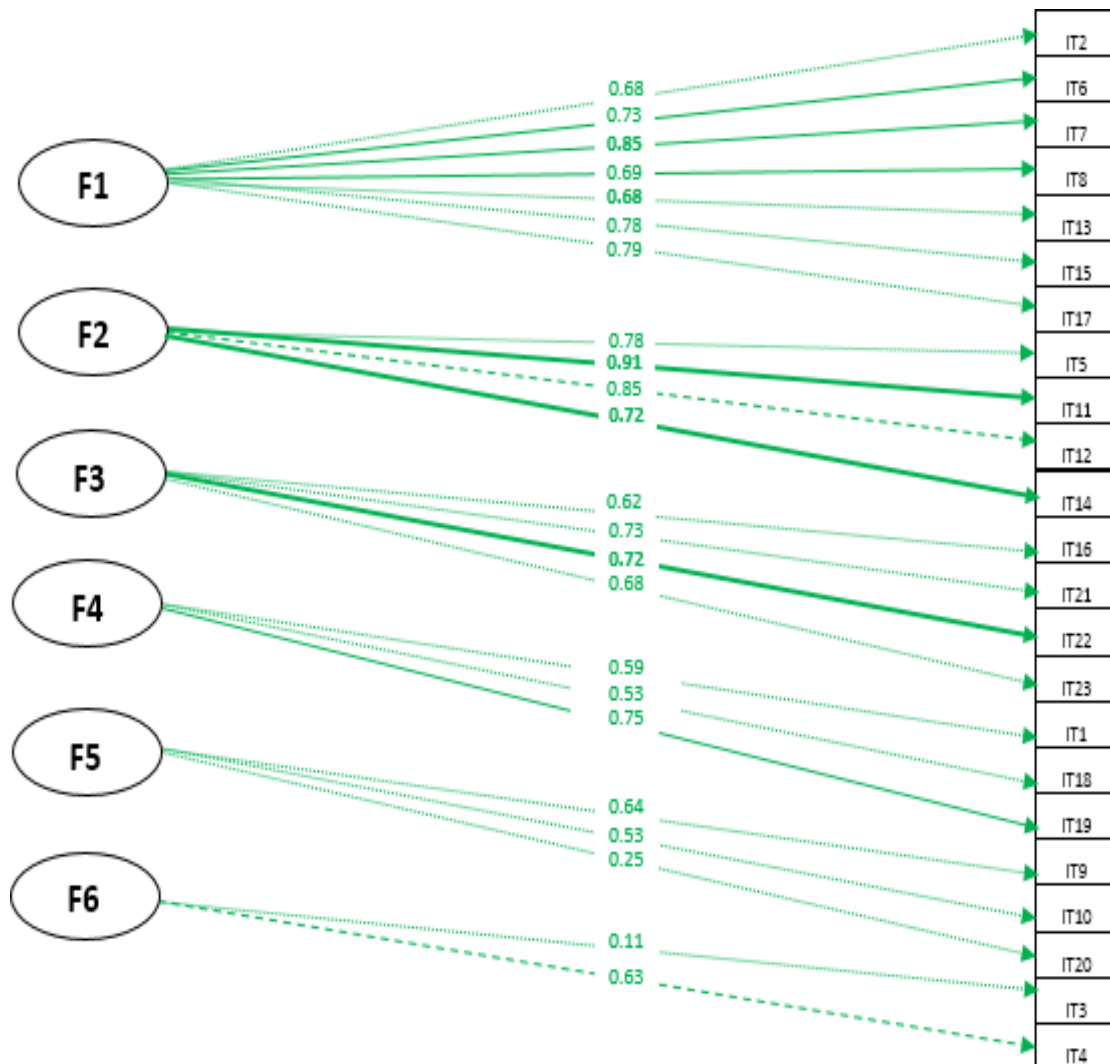 F1
F2
F3
F4
F5
F6
0.68
0.73
0.85
0.69
0.68
0.78
0.79
0.78
0.91
0.85
0.72
0.62
0.73
0.72
0.68
0.59
0.53
0.75
0.64
0.53
0.25
0.11
0.63
IT2
IT6
IT7
IT8
IT13
IT15
IT17
IT5
IT11
IT12
IT14
IT16
IT21
IT22
IT23
IT1
IT18
IT19
IT9
IT10
IT20
IT3
IT4